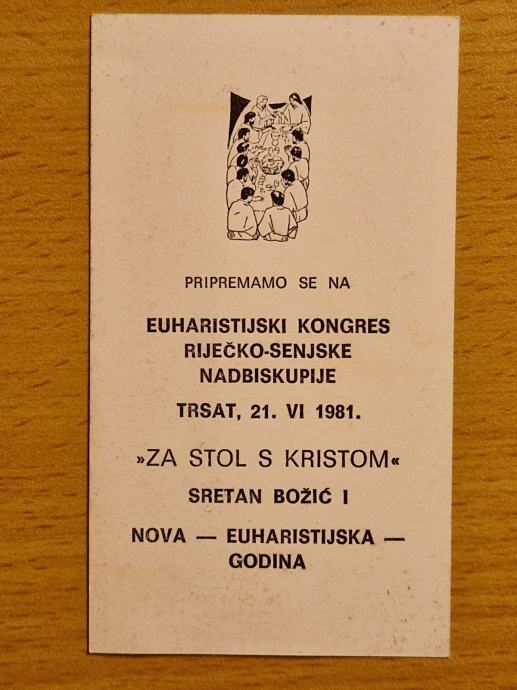 PRIPREMAMO SE NA
EUHARISTIJSKI KONGRES
RIJEČKO-SENJSKE
NADBISKUPIJE
TRSAT, 21. VI 1981.
»ZA STOL S KRISTOM«
SRETAN BOŽIĆ I
NOVA — EUHARISTIJSKA —
GODINA